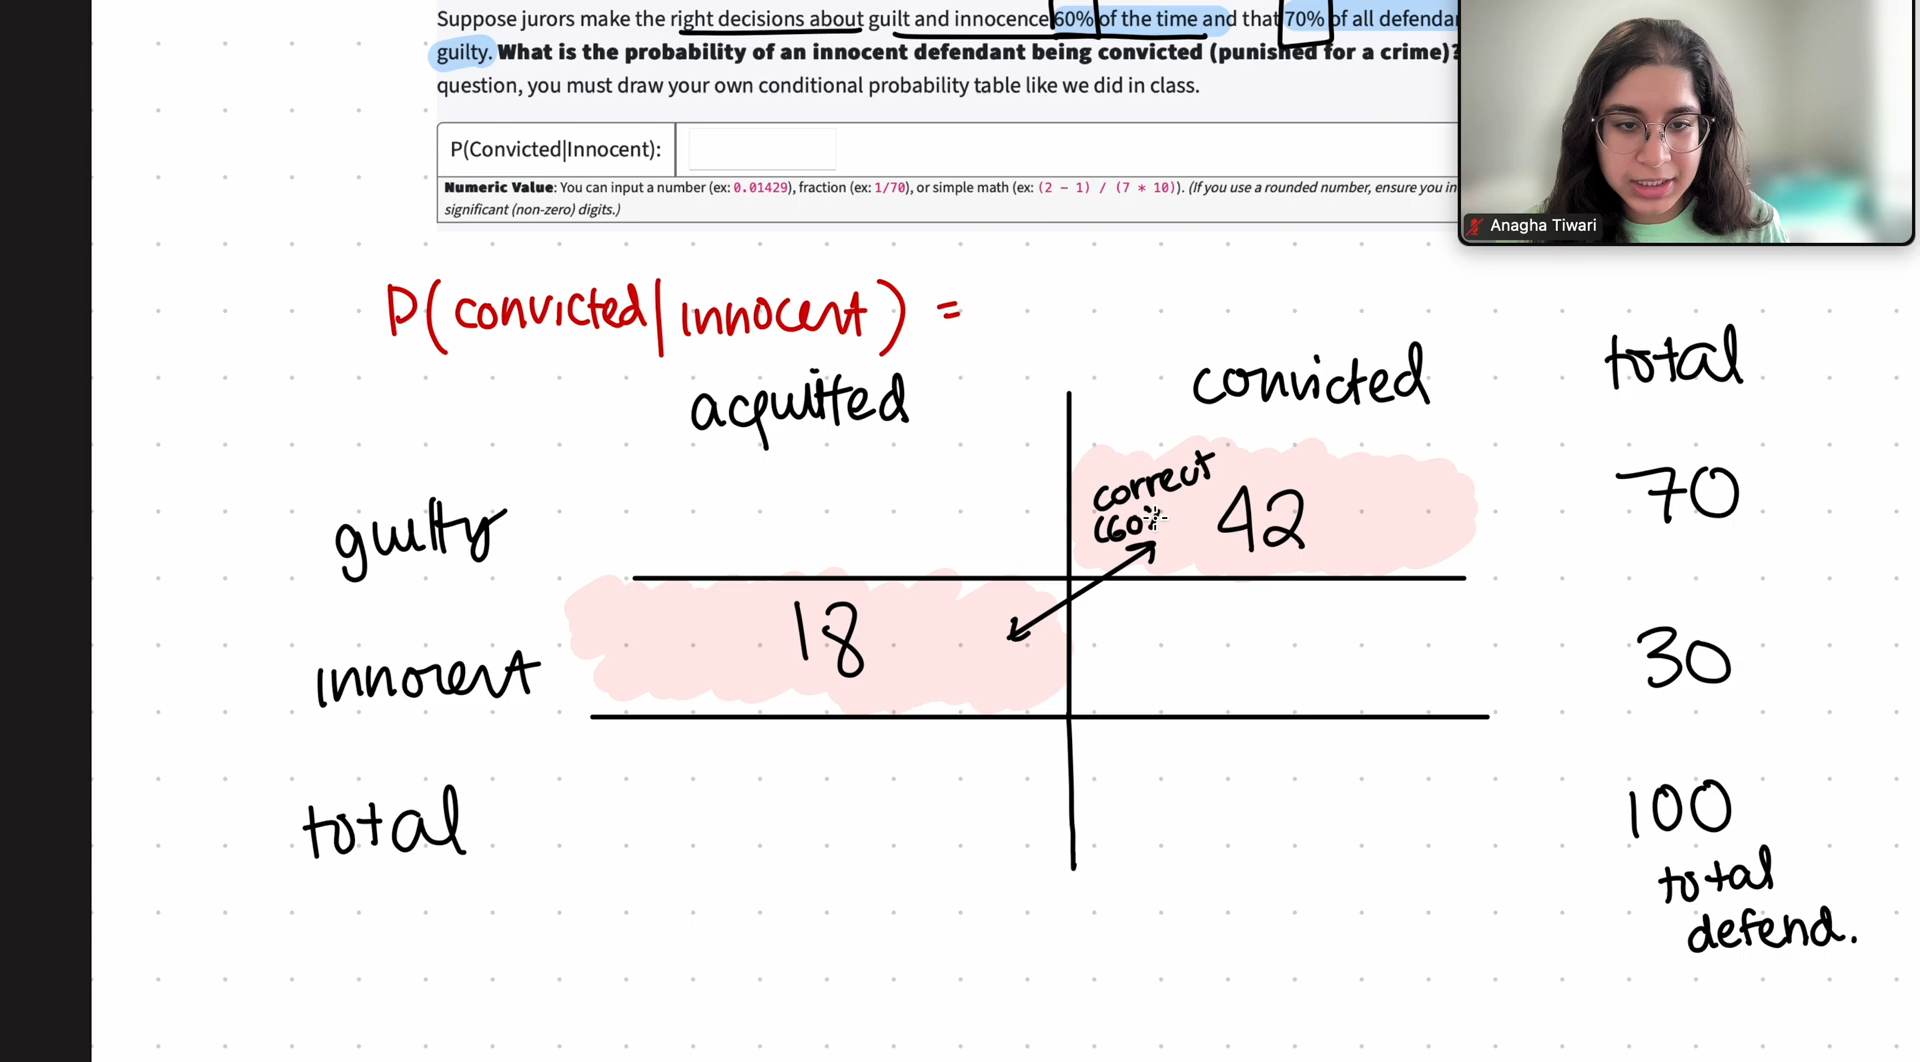 Suppose jurors make the right decisions about guilt and innocence 60% of the time and that 70% of all
guilty. What is the probability of an innocent defendant being convicted (punished for a crime)?
question, you must draw your own conditional probability table like we did in class.
P(Convicted|Innocent):
Numeric Value: You can input a number (ex: 0.01429), fraction (ex: 1/70), or simple math (ex: (2 - 1) / (7 * 10)). (If you use a rounded number, ensure you
significant (non-zero) digits.)
Anagha Tiwari
P(convicted|innocent) =
acquitted convicted total
guilty correct (60% 42 70
innocent 18 30
total 100
total
defend.